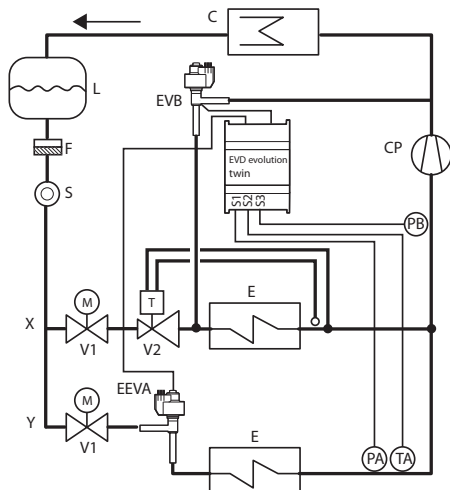 C
L
EVB
F
EVD evolution
twin
CP
S
S1
S2
S3
PB
M
T
E
X
V1
V2
EEVA
E
M
Y
V1
PA
TA